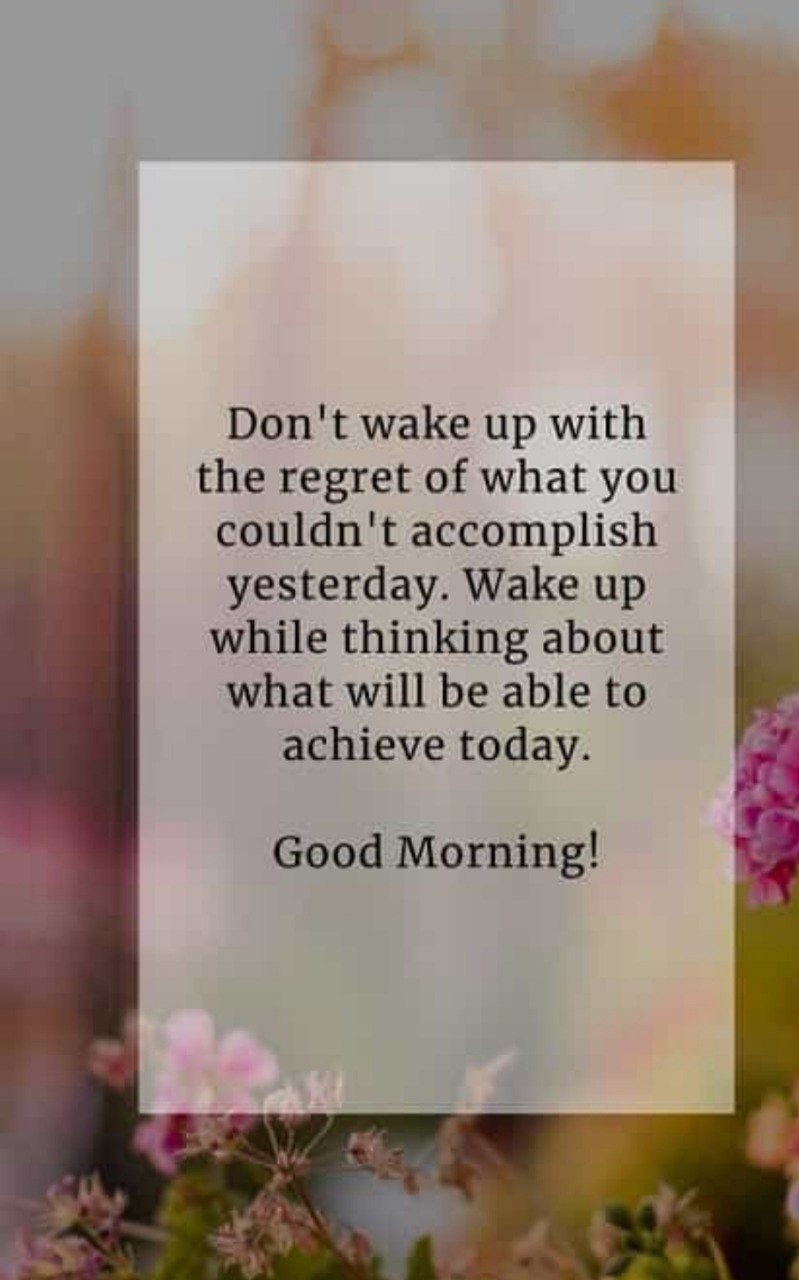 Don't wake up with
the regret of what you
couldn't accomplish
yesterday. Wake up
while thinking about
what will be able to
achieve today.
Good Morning!